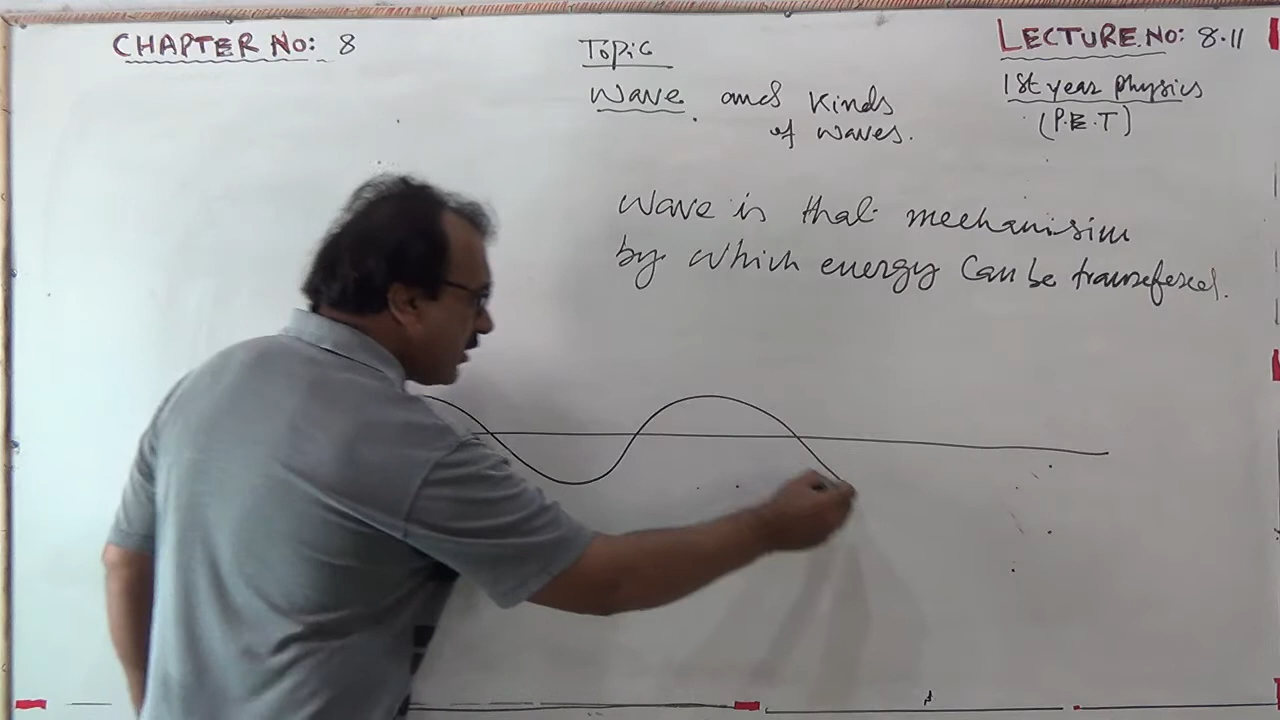 CHAPTER NO: 8
Topic
LECTURE.NO: 8.11
Wave and Kinds
of waves.
1St year physics
(P.B.T)
Wave is that mechanisim
by which energy Can be transfered.